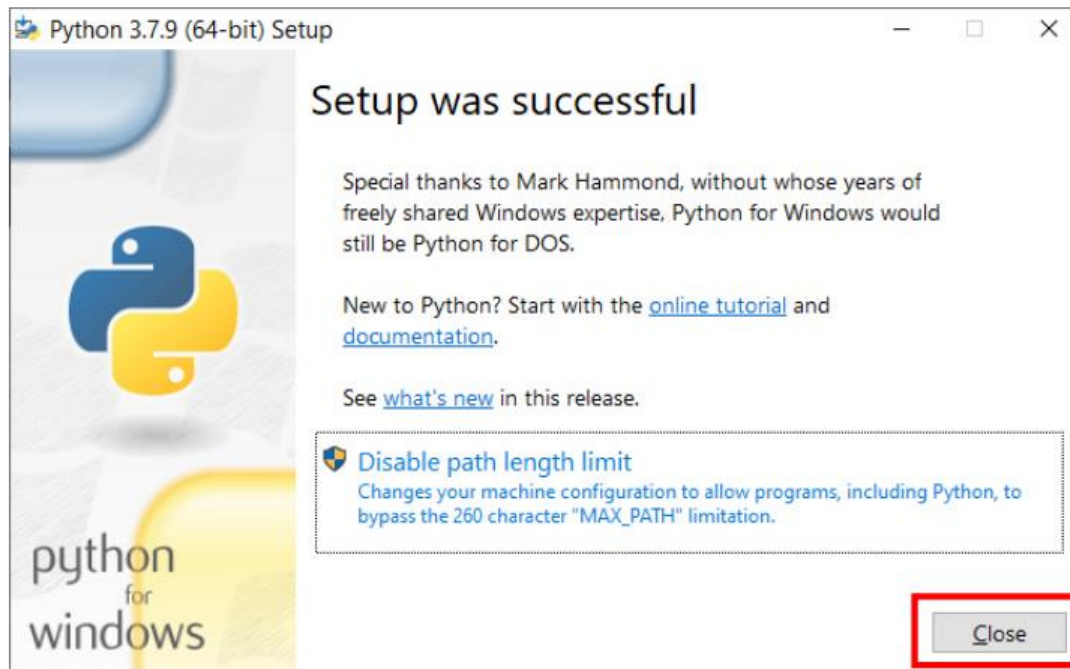 Python 3.7.9 (64-bit) Setup
Setup was successful
Special thanks to Mark Hammond, without whose years of
freely shared Windows expertise, Python for Windows would
still be Python for DOS.
New to Python? Start with the online tutorial and
documentation.
See what's new in this release.
Disable path length limit
Changes your machine configuration to allow programs, including Python, to
bypass the 260 character "MAX_PATH" limitation.
python
for
windows
Close